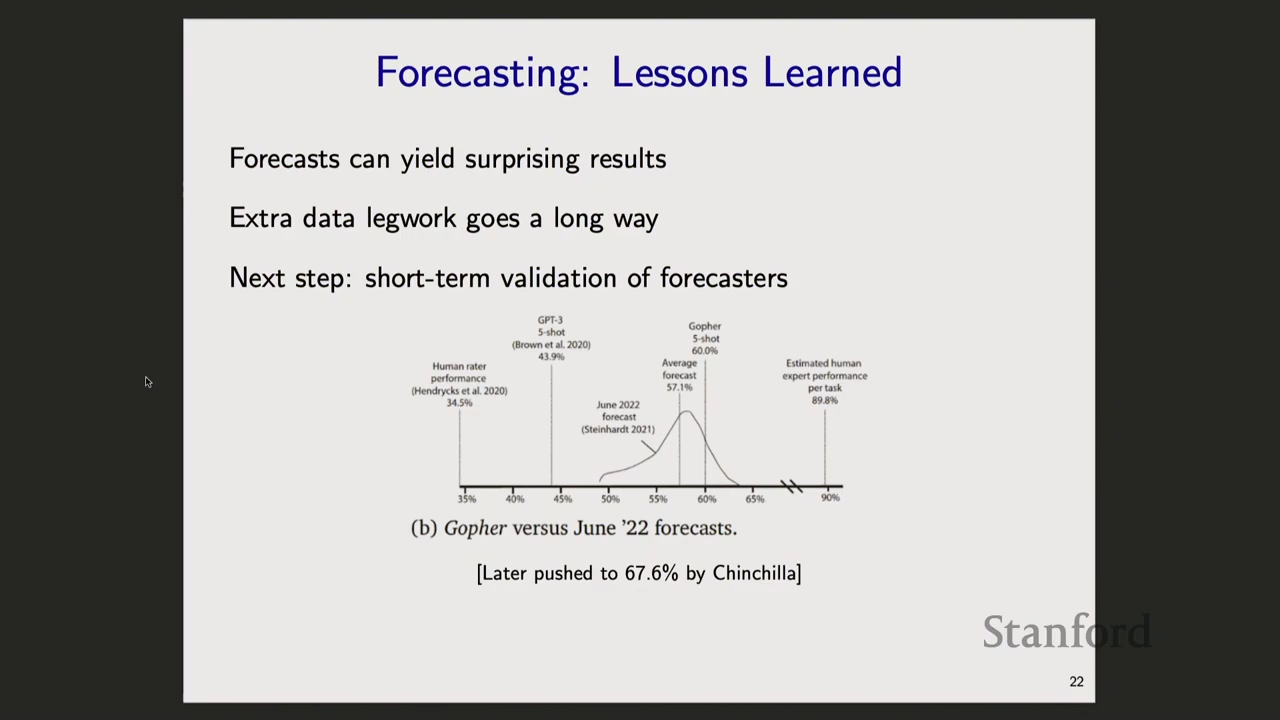 Forecasting: Lessons Learned
Forecasts can yield surprising results
Extra data legwork goes a long way
Next step: short-term validation of forecasters
GPT-3
5-shot
(Brown et al. 2020)
43.9%
Gopher
5-shot
60.0%
Human rater
performance
(Hendrycks et al. 2020)
34.5%
Average
forecast
57.1%
Estimated human
expert performance
per task
89.8%
June 2022
forecast
(Steinhardt 2021)
35% 40% 45% 50% 55% 60% 65% 90%
(b) Gopher versus June ’22 forecasts.
[Later pushed to 67.6% by Chinchilla]
Stanford
22